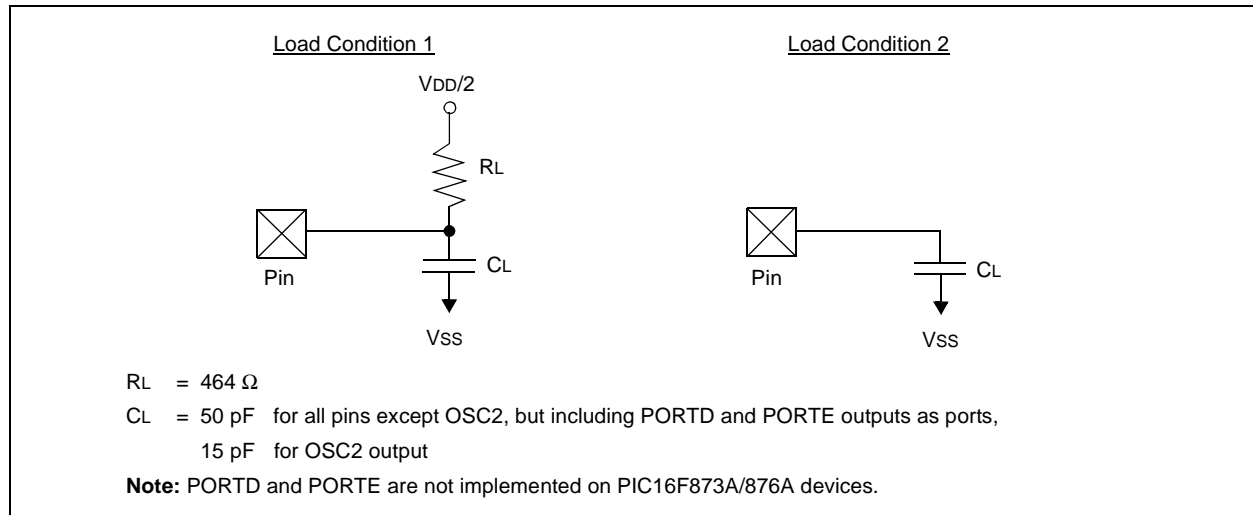 Load Condition 1
VDD/2
RL
Pin
CL
VSS
Load Condition 2
Pin
CL
VSS
RL = 464 Ω
CL = 50 pF for all pins except OSC2, but including PORTD and PORTE outputs as ports,
15 pF for OSC2 output
Note: PORTD and PORTE are not implemented on PIC16F873A/876A devices.